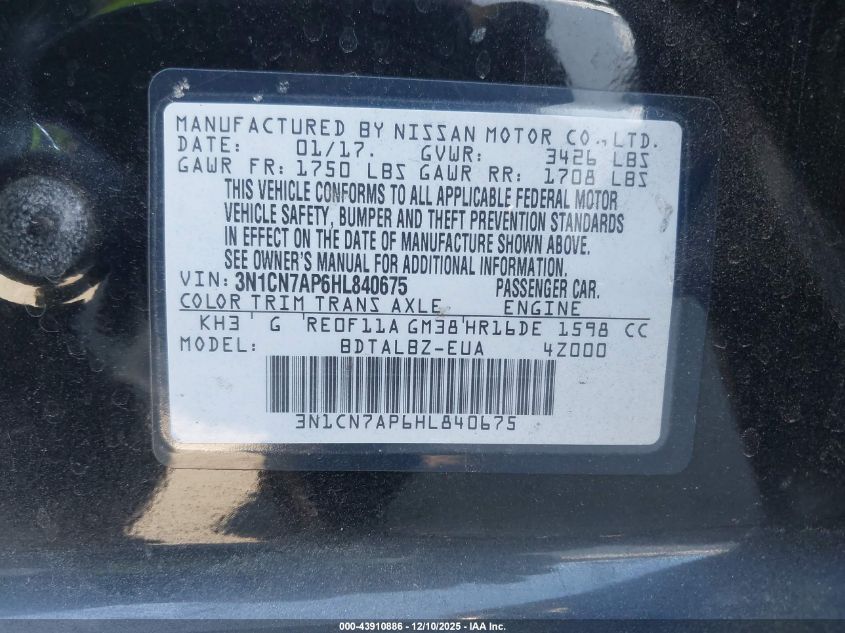 MANUFACTURED BY NISSAN MOTOR CO., LTD.
DATE: 01/17. GVWR: 3426 LBS
GAWR FR: 1750 LBS GAWR RR: 1708 LBS
THIS VEHICLE CONFORMS TO ALL APPLICABLE FEDERAL MOTOR
VEHICLE SAFETY, BUMPER AND THEFT PREVENTION STANDARDS
IN EFFECT ON THE DATE OF MANUFACTURE SHOWN ABOVE.
SEE OWNER'S MANUAL FOR ADDITIONAL INFORMATION.
VIN: 3N1CN7AP6HL840675 PASSENGER CAR.
COLOR TRIM TRANS AXLE ENGINE
KH3 G RE0F11A GM38 HR16DE 1598 CC
MODEL: BDTALBZ-EUA 4Z000
3N1CN7AP6HL840675
000-43910886 - 12/10/2025 - IAA Inc.